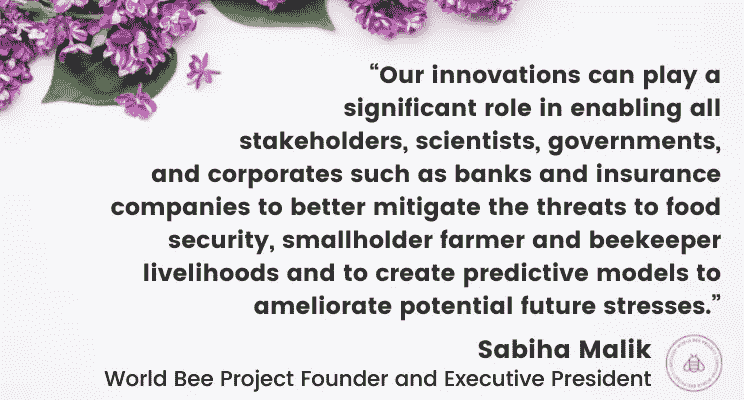 “Our innovations can play a
significant role in enabling all
stakeholders, scientists, governments,
and corporates such as banks and insurance
companies to better mitigate the threats to food
security, smallholder farmer and beekeeper
livelihoods and to create predictive models to
ameliorate potential future stresses.”
Sabiha Malik
World Bee Project Founder and Executive President